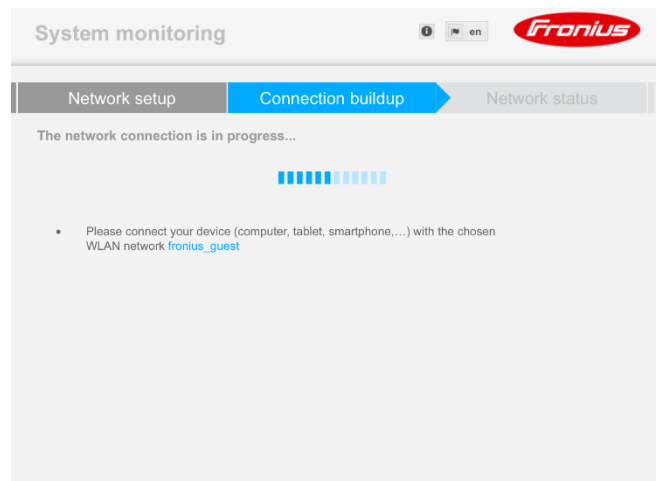 System monitoring
en
Fronius
Network setup
Connection buildup
Network status
The network connection is in progress...
• Please connect your device (computer, tablet, smartphone,...) with the chosen
WLAN network fronius_guest